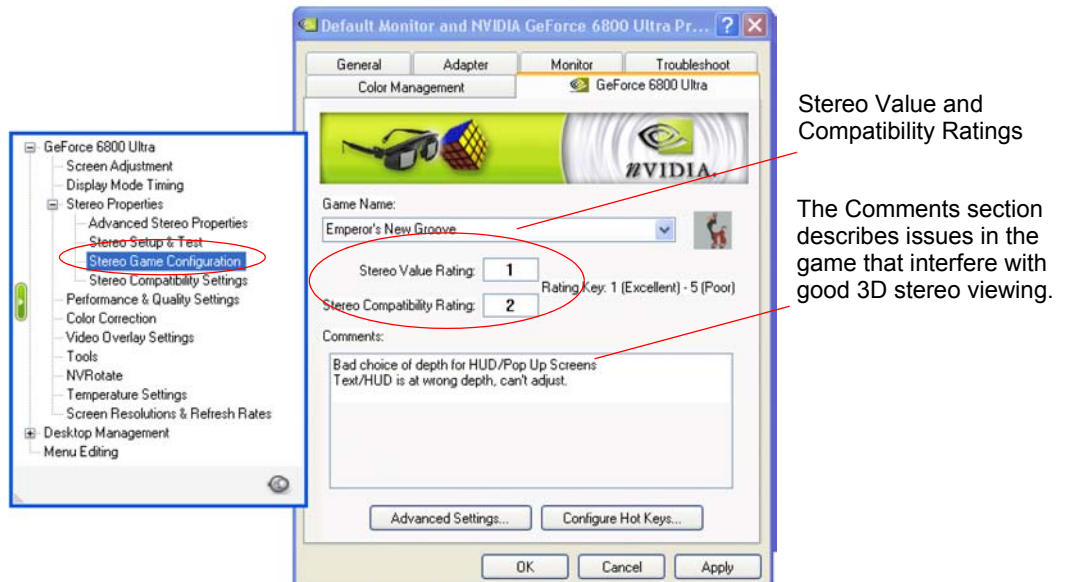 Default Monitor and NVIDIA GeForce 6800 Ultra Pr...
General Adapter Monitor Troubleshoot
Color Management GeForce 6800 Ultra
nVIDIA.
Game Name:
Emperor's New Groove
Stereo Value Rating: 1
Rating Key: 1 (Excellent) - 5 (Poor)
Stereo Compatibility Rating: 2
Comments:
Bad choice of depth for HUD/Pop Up Screens
Text/HUD is at wrong depth, can't adjust.
Advanced Settings... Configure Hot Keys...
OK Cancel Apply
GeForce 6800 Ultra
Screen Adjustment
Display Mode Timing
Stereo Properties
Advanced Stereo Properties
Stereo Setup & Test
Stereo Game Configuration
Stereo Compatibility Settings
Performance & Quality Settings
Color Correction
Video Overlay Settings
Tools
NVRotate
Temperature Settings
Screen Resolutions & Refresh Rates
Desktop Management
Menu Editing
Stereo Value and
Compatibility Ratings
The Comments section
describes issues in the
game that interfere with
good 3D stereo viewing.